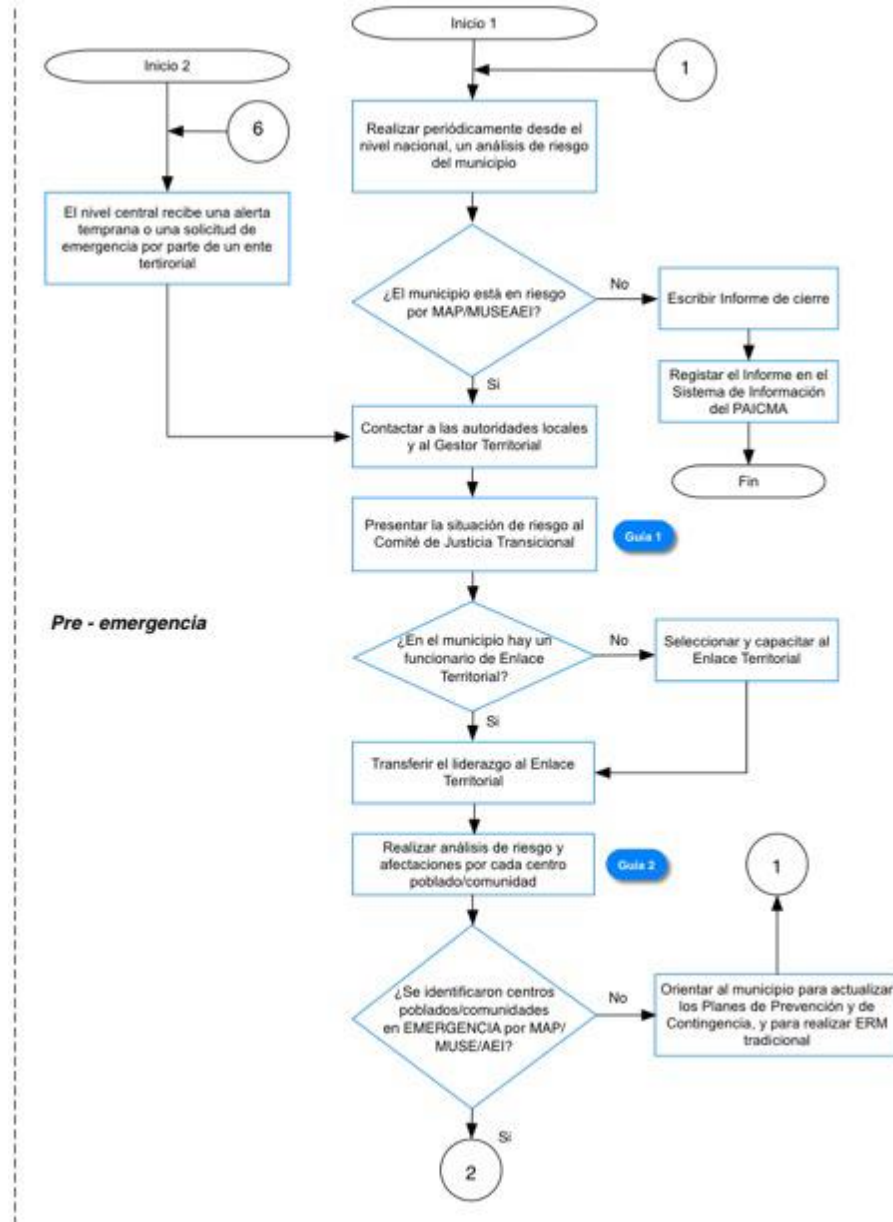 Inicio 1
Inicio 2
1
6
Realizar periódicamente desde el
nivel nacional, un análisis de riesgo
del municipio
El nivel central recibe una alerta
temprana o una solicitud de
emergencia por parte de un ente
tertirorial
¿El municipio está en riesgo
por MAP/MUSEAEI?
No
Escribir Informe de cierre
Si
Registar el Informe en el
Sistema de Información
del PAICMA
Fin
Contactar a las autoridades locales
y al Gestor Territorial
Presentar la situación de riesgo al
Comité de Justicia Transicional
Guía 1
Pre - emergencia
¿En el municipio hay un
funcionario de Enlace
Territorial?
No
Seleccionar y capacitar al
Enlace Territorial
Si
Transferir el liderazgo al Enlace
Territorial
Realizar análisis de riesgo y
afectaciones por cada centro
poblado/comunidad
Guía 2
1
¿Se identificaron centros
poblados/comunidades
en EMERGENCIA por MAP/
MUSE/AEI?
No
Orientar al municipio para actualizar
los Planes de Prevención y de
Contingencia, y para realizar ERM
tradicional
Si
2